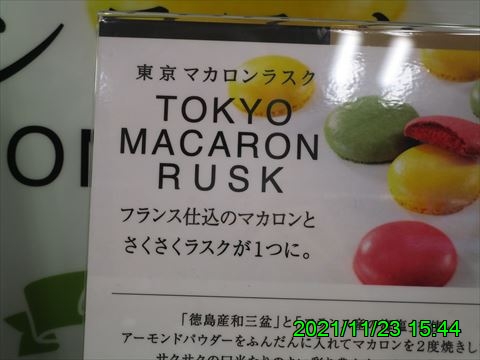 東京マカロンラスク
TOKYO
MACARON
RUSK
フランス仕込のマカロンと
さくさくラスクが1つに。
「徳島産和三盆」と「
2021/11/23 15:44
アーモンドパウダーをふんだんに入れてマカロンを2度焼きし